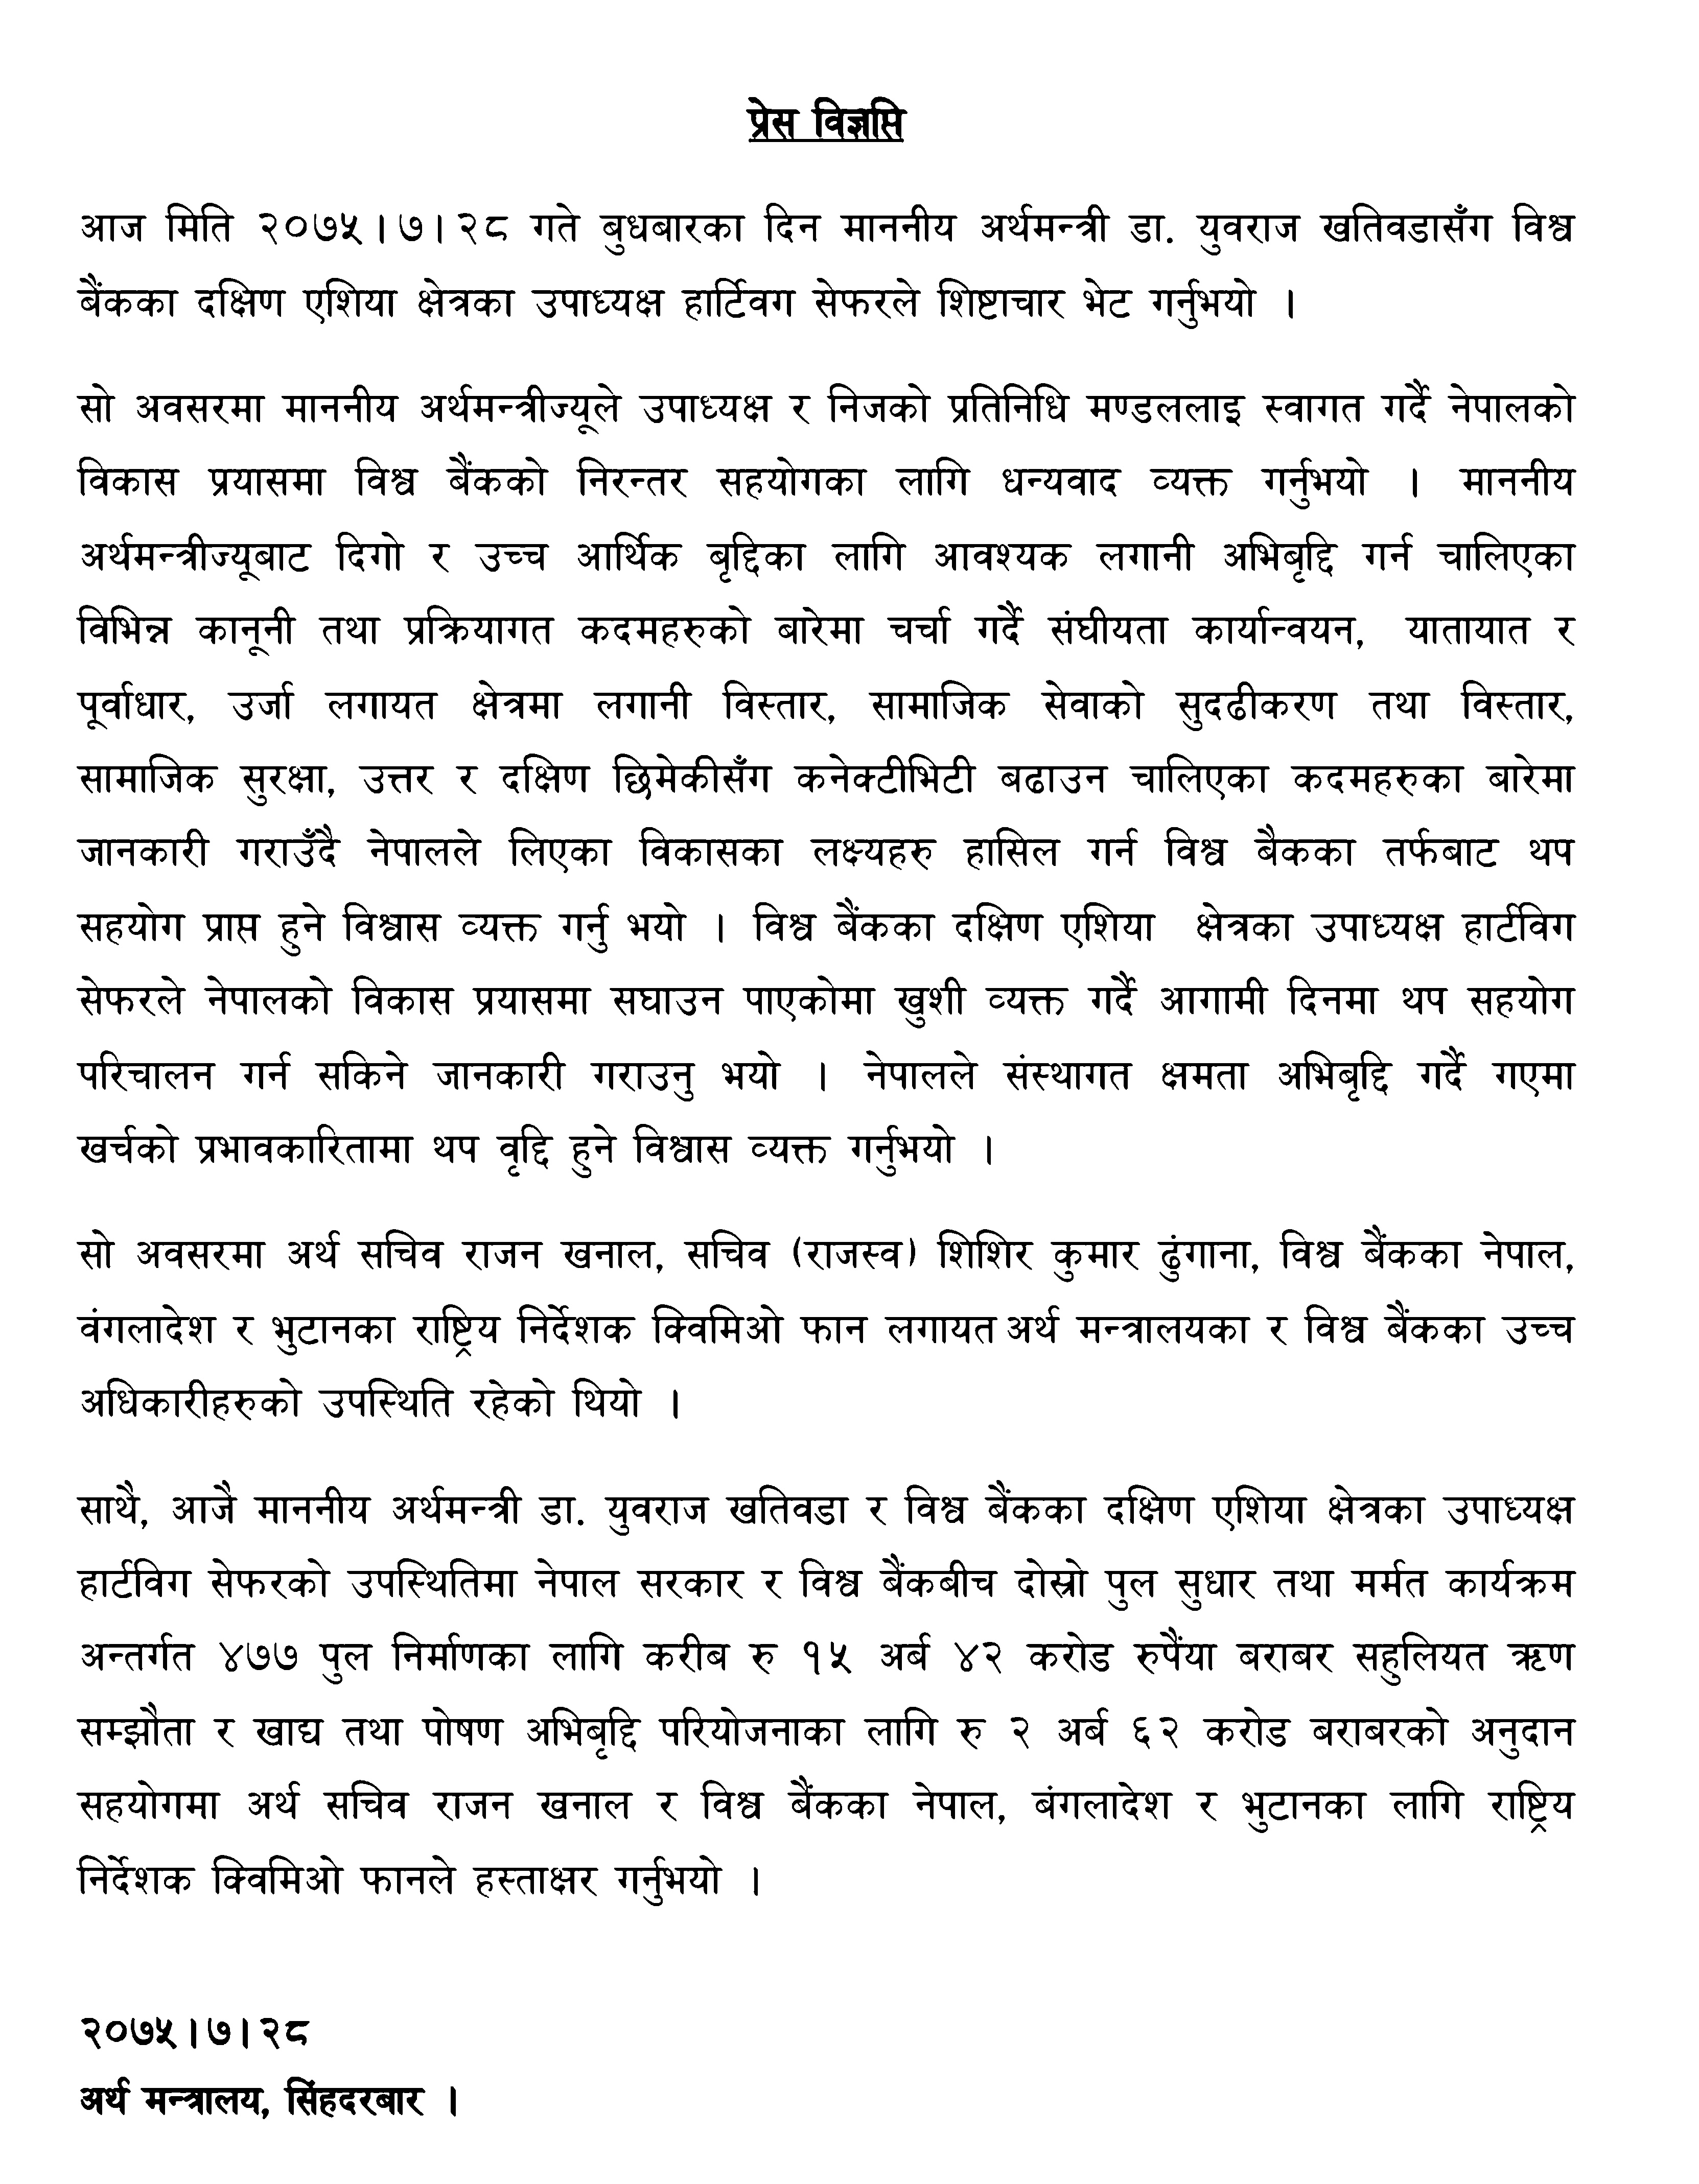 प्रेस विज्ञप्ति
आज मिति २०७५।७।२८ गते बुधबारका दिन माननीय अर्थमन्त्री डा. युवराज खतिवडासँग विश्व
बैंकका दक्षिण एशिया क्षेत्रका उपाध्यक्ष हार्टिवग सेफरले शिष्टाचार भेट गर्नुभयो ।
सो अवसरमा माननीय अर्थमन्त्रीज्यूले उपाध्यक्ष र निजको प्रतिनिधि मण्डललाइ स्वागत गर्दै नेपालको
विकास प्रयासमा विश्व बैंकको निरन्तर सहयोगका लागि धन्यवाद व्यक्त गर्नुभयो । माननीय
अर्थमन्त्रीज्यूबाट दिगो र उच्च आर्थिक बृद्दिका लागि आवश्यक लगानी अभिबृद्दि गर्न चालिएका
विभिन्न कानूनी तथा प्रक्रियागत कदमहरुको बारेमा चर्चा गर्दै संघीयता कार्यान्वयन, यातायात र
पूर्वाधार, उर्जा लगायत क्षेत्रमा लगानी विस्तार, सामाजिक सेवाको सुदढीकरण तथा विस्तार,
सामाजिक सुरक्षा, उत्तर र दक्षिण छिमेकीसँग कनेक्टीभिटी बढाउन चालिएका कदमहरुका बारेमा
जानकारी गराउँदै नेपालले लिएका विकासका लक्ष्यहरु हासिल गर्न विश्व बैकका तर्फबाट थप
सहयोग प्राप्त हुने विश्वास व्यक्त गर्नु भयो । विश्व बैंकका दक्षिण एशिया क्षेत्रका उपाध्यक्ष हार्टविग
सेफरले नेपालको विकास प्रयासमा सघाउन पाएकोमा खुशी व्यक्त गर्दै आगामी दिनमा थप सहयोग
परिचालन गर्न सकिने जानकारी गराउनु भयो । नेपालले संस्थागत क्षमता अभिबृद्दि गर्दै गएमा
खर्चको प्रभावकारितामा थप वृद्दि हुने विश्वास व्यक्त गर्नुभयो ।
सो अवसरमा अर्थ सचिव राजन खनाल, सचिव (राजस्व) शिशिर कुमार ढुंगाना, विश्व बैंकका नेपाल,
वंगलादेश र भुटानका राष्ट्रिय निर्देशक क्विमिओ फान लगायत अर्थ मन्त्रालयका र विश्व बैंकका उच्च
अधिकारीहरुको उपस्थिति रहेको थियो ।
साथै, आजै माननीय अर्थमन्त्री डा. युवराज खतिवडा र विश्व बैंकका दक्षिण एशिया क्षेत्रका उपाध्यक्ष
हार्टविग सेफरको उपस्थितिमा नेपाल सरकार र विश्व बैंकबीच दोस्रो पुल सुधार तथा मर्मत कार्यक्रम
अन्तर्गत ४७७ पुल निर्माणका लागि करीब रु १५ अर्ब ४२ करोड रुपैंया बराबर सहुलियत ऋण
सम्झौता र खाद्य तथा पोषण अभिबृद्दि परियोजनाका लागि रु २ अर्ब ६२ करोड बराबरको अनुदान
सहयोगमा अर्थ सचिव राजन खनाल र विश्व बैंकका नेपाल, बंगलादेश र भुटानका लागि राष्ट्रिय
निर्देशक क्विमिओ फानले हस्ताक्षर गर्नुभयो ।
२०७५।७।२८
अर्थ मन्त्रालय, सिंहदरबार ।